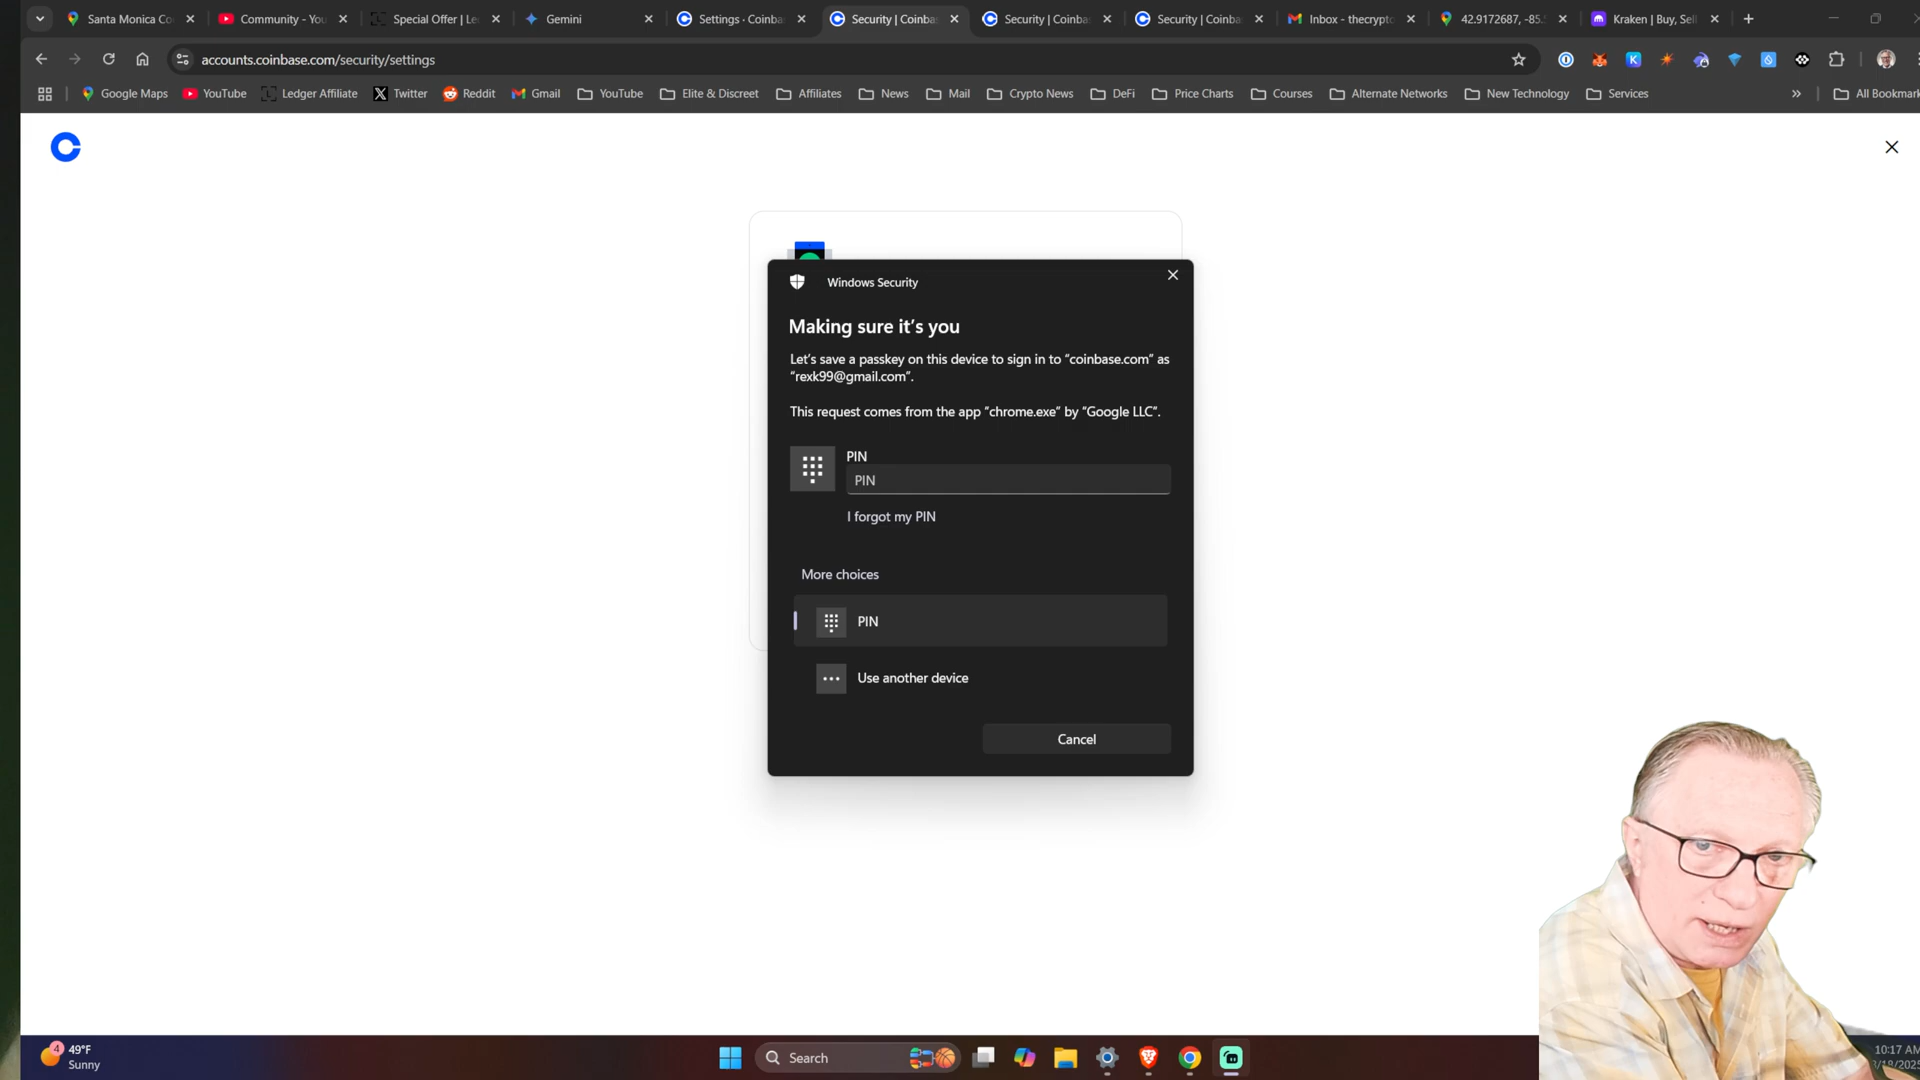 Santa Monica Co
Community - You
Special Offer | Le
Gemini
Settings - Coinba
Security | Coinba
Security | Coinba
Security | Coinba
Inbox - thecrypt
42.9172687, -85.
Kraken | Buy, Sel
accounts.coinbase.com/security/settings
Google Maps
YouTube
Ledger Affiliate
Twitter
Reddit
Gmail
YouTube
Elite & Discreet
Affiliates
News
Mail
Crypto News
DeFi
Price Charts
Courses
Alternate Networks
New Technology
Services
All Bookmark
Windows Security
Making sure it's you
Let's save a passkey on this device to sign in to "coinbase.com" as
"rexk99@gmail.com".
This request comes from the app "chrome.exe" by "Google LLC".
PIN
PIN
I forgot my PIN
More choices
PIN
Use another device
Cancel
4
49°F
Sunny
Search
10:17 AM